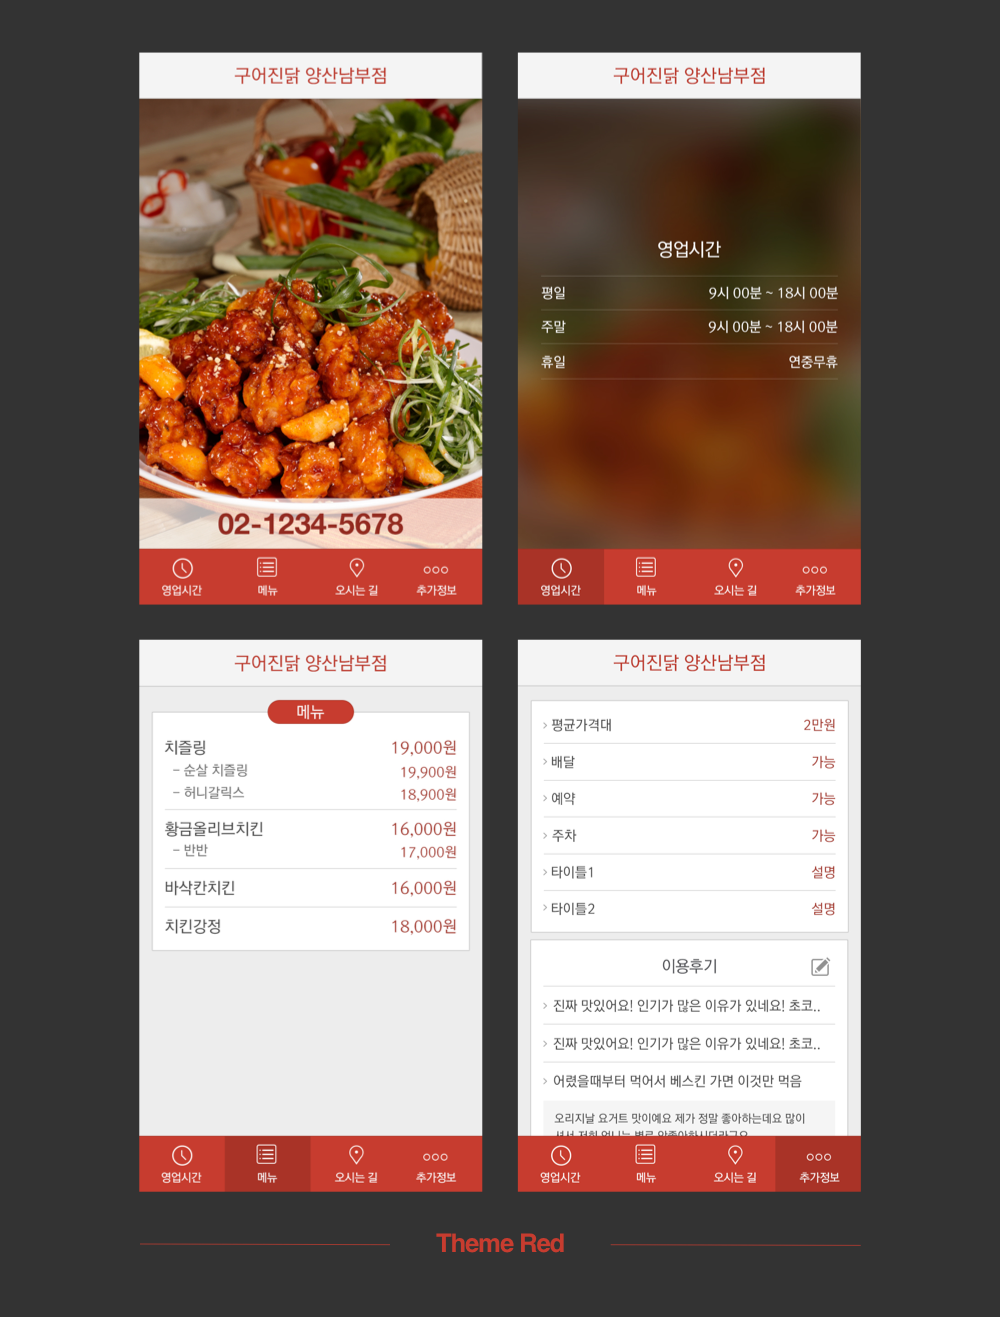 구어진닭 양산남부점
02-1234-5678
영업시간 메뉴 오시는 길 추가정보
구어진닭 양산남부점
영업시간
평일 9시 00분 ~ 18시 00분
주말 9시 00분 ~ 18시 00분
휴일 연중무휴
영업시간 메뉴 오시는 길 추가정보
구어진닭 양산남부점
메뉴
치즐링 19,000원
- 순살 치즐링 19,900원
- 허니갈릭스 18,900원
황금올리브치킨 16,000원
- 반반 17,000원
바삭칸치킨 16,000원
치킨강정 18,000원
영업시간 메뉴 오시는 길 추가정보
구어진닭 양산남부점
› 평균가격대 2만원
› 배달 가능
› 예약 가능
› 주차 가능
› 타이틀1 설명
› 타이틀2 설명
이용후기
› 진짜 맛있어요! 인기가 많은 이유가 있네요! 초코..
› 진짜 맛있어요! 인기가 많은 이유가 있네요! 초코..
› 어렸을때부터 먹어서 베스킨 가면 이것만 먹음
오리지날 요거트 맛이예요 제가 정말 좋아하는데요 많이
영업시간 메뉴 오시는 길 추가정보
Theme Red